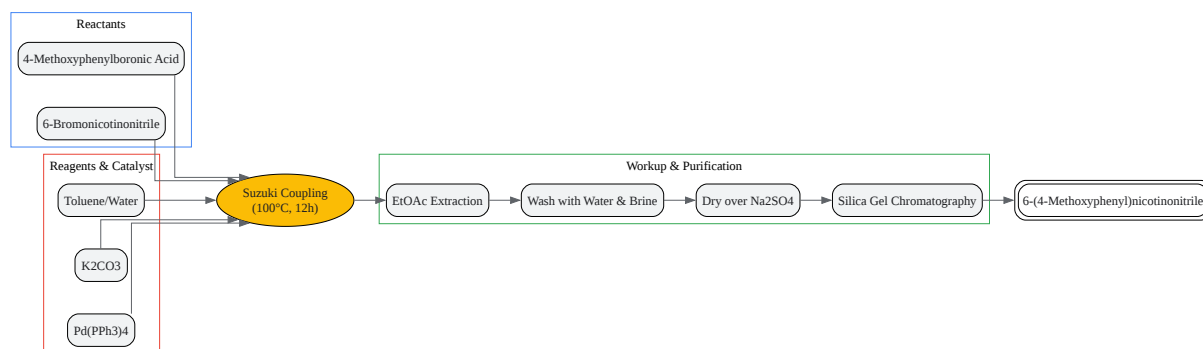 Reactants
4-Methoxyphenylboronic Acid
6-Bromonicotinonitrile
Reagents & Catalyst
Toluene/Water
K2CO3
Pd(PPh3)4
Suzuki Coupling
(100°C, 12h)
Workup & Purification
EtOAc Extraction
Wash with Water & Brine
Dry over Na2SO4
Silica Gel Chromatography
6-(4-Methoxyphenyl)nicotinonitrile